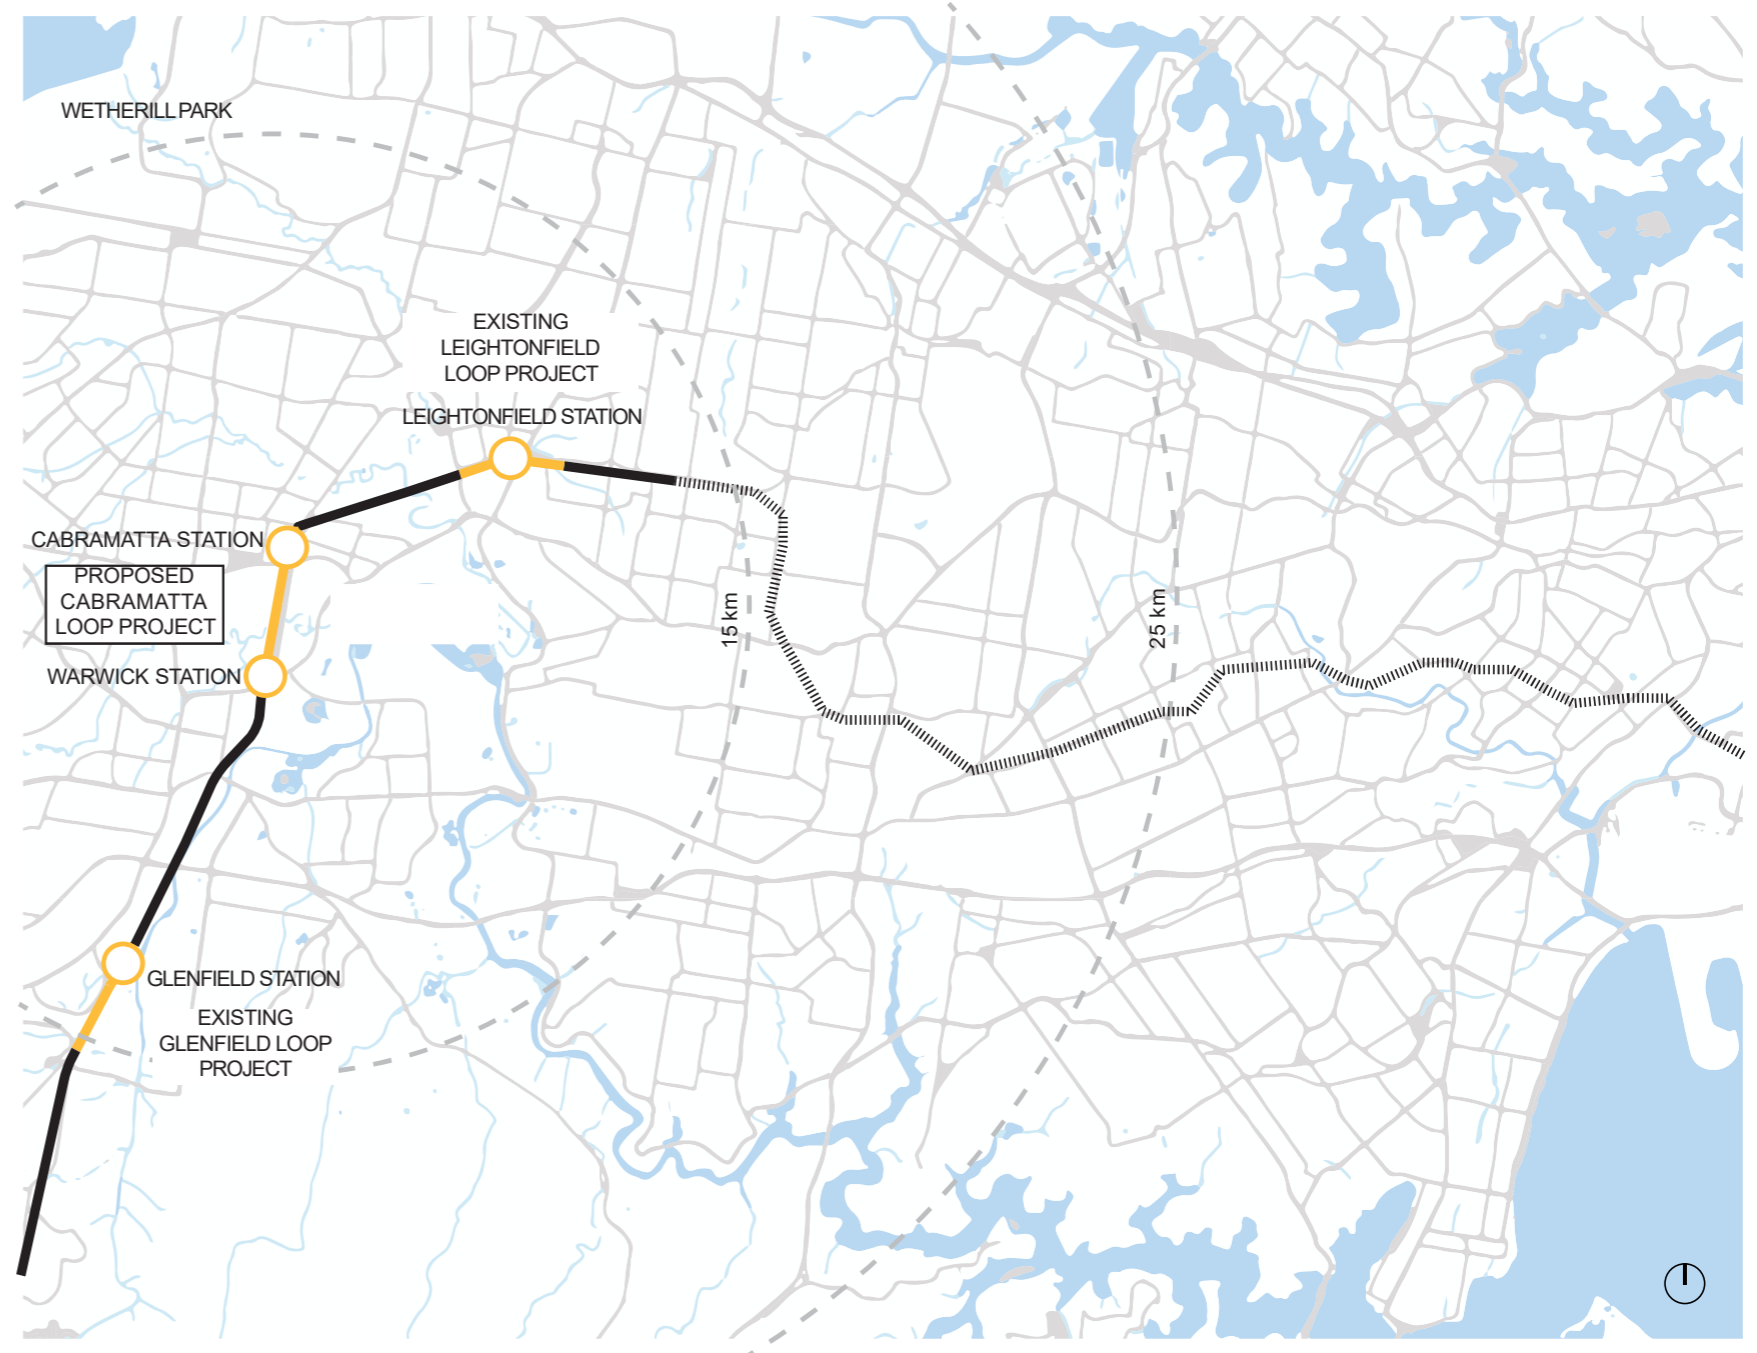 WETHERILL PARK
EXISTING
LEIGHTONFIELD
LOOP PROJECT
LEIGHTONFIELD STATION
CABRAMATTA STATION
PROPOSED
CABRAMATTA
LOOP PROJECT
WARWICK STATION
15 km
25 km
GLENFIELD STATION
EXISTING
GLENFIELD LOOP
PROJECT